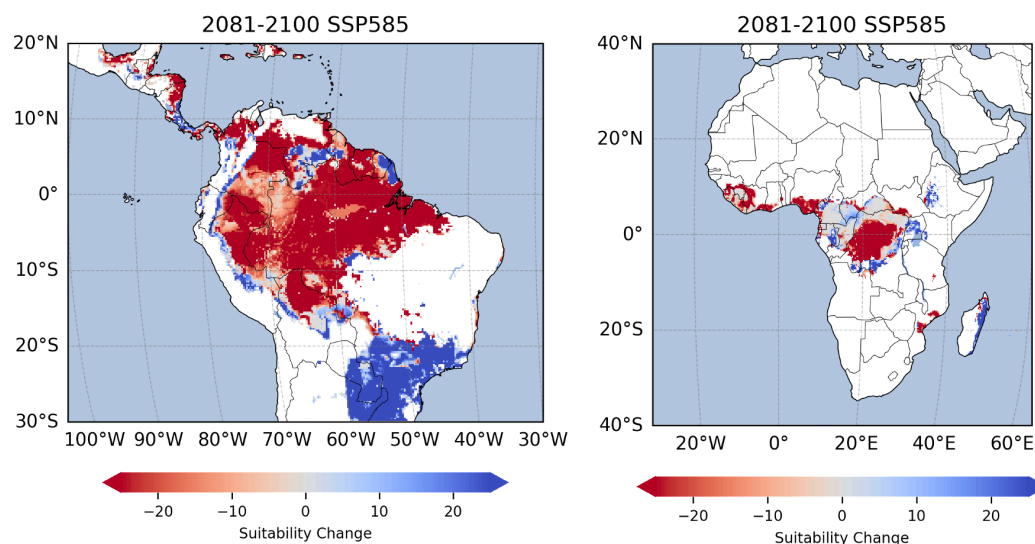 2081-2100 SSP585
20°N
10°N
0°
10°S
20°S
30°S
100°W 90°W 80°W 70°W 60°W 50°W 40°W 30°W
−20 −10 0 10 20
Suitability Change
2081-2100 SSP585
40°N
20°N
0°
20°S
40°S
20°W 0° 20°E 40°E 60°E
−20 −10 0 10 20
Suitability Change